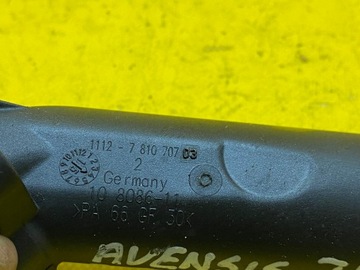 1112 - 7 810 707 03
2
Germany
10 8086-11
>PA 66 GF 30<
AVENSIS